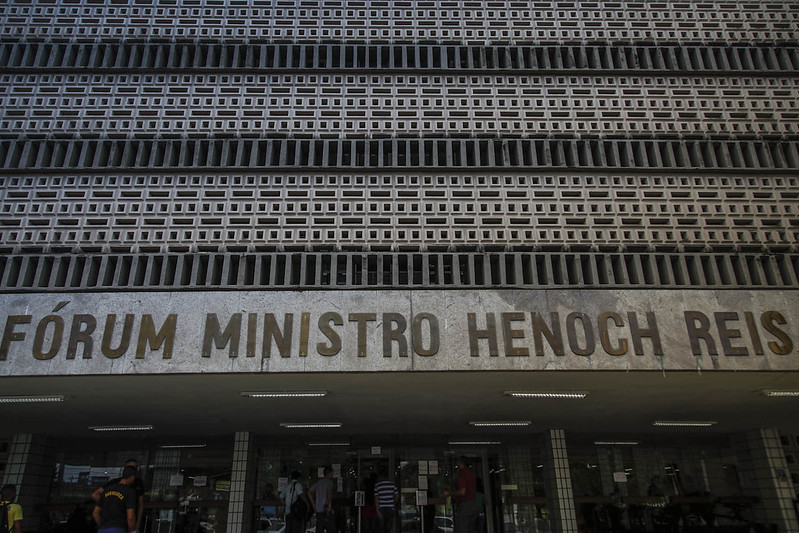 FÓRUM MINISTRO HENOCH REIS